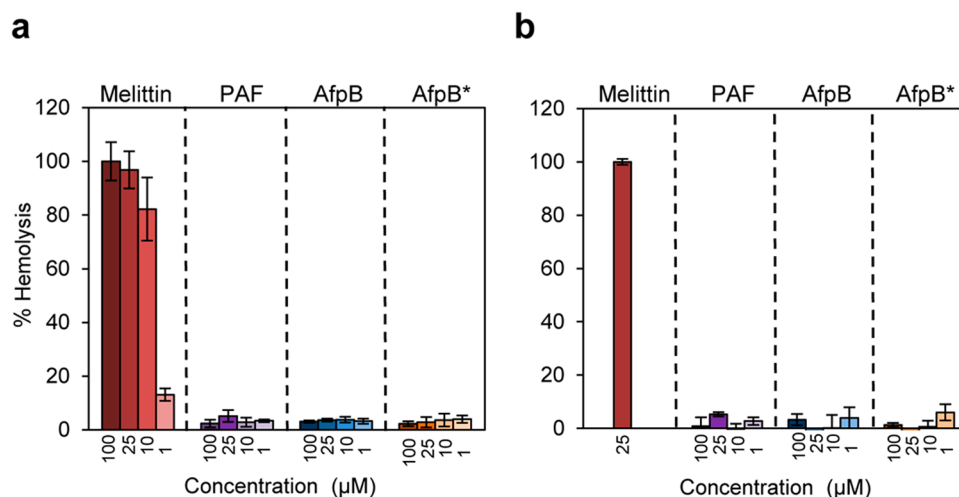 a
Melittin PAF AfpB AfpB*
120
100
80
60
40
20
0
% Hemolysis
100 25 10 1 100 25 10 1 100 25 10 1 100 25 10 1
Concentration (µM)
b
Melittin PAF AfpB AfpB*
120
100
80
60
40
20
0
25 100 25 10 1 100 25 10 1 100 25 10 1
Concentration (µM)